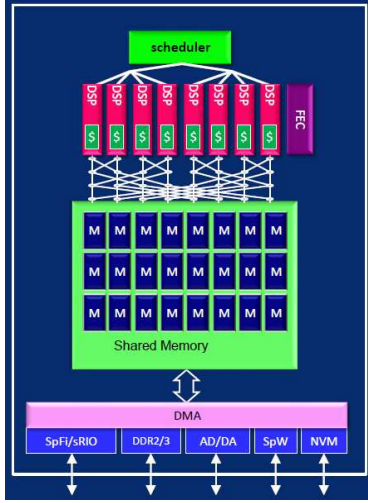 scheduler
DSP DSP DSP DSP DSP DSP DSP DSP
FEC
$ $ $ $ $ $ $ $
M M M M M M M M
M M M M M M M M
M M M M M M M M
Shared Memory
DMA
SpFi/sRIO DDR2/3 AD/DA SpW NVM